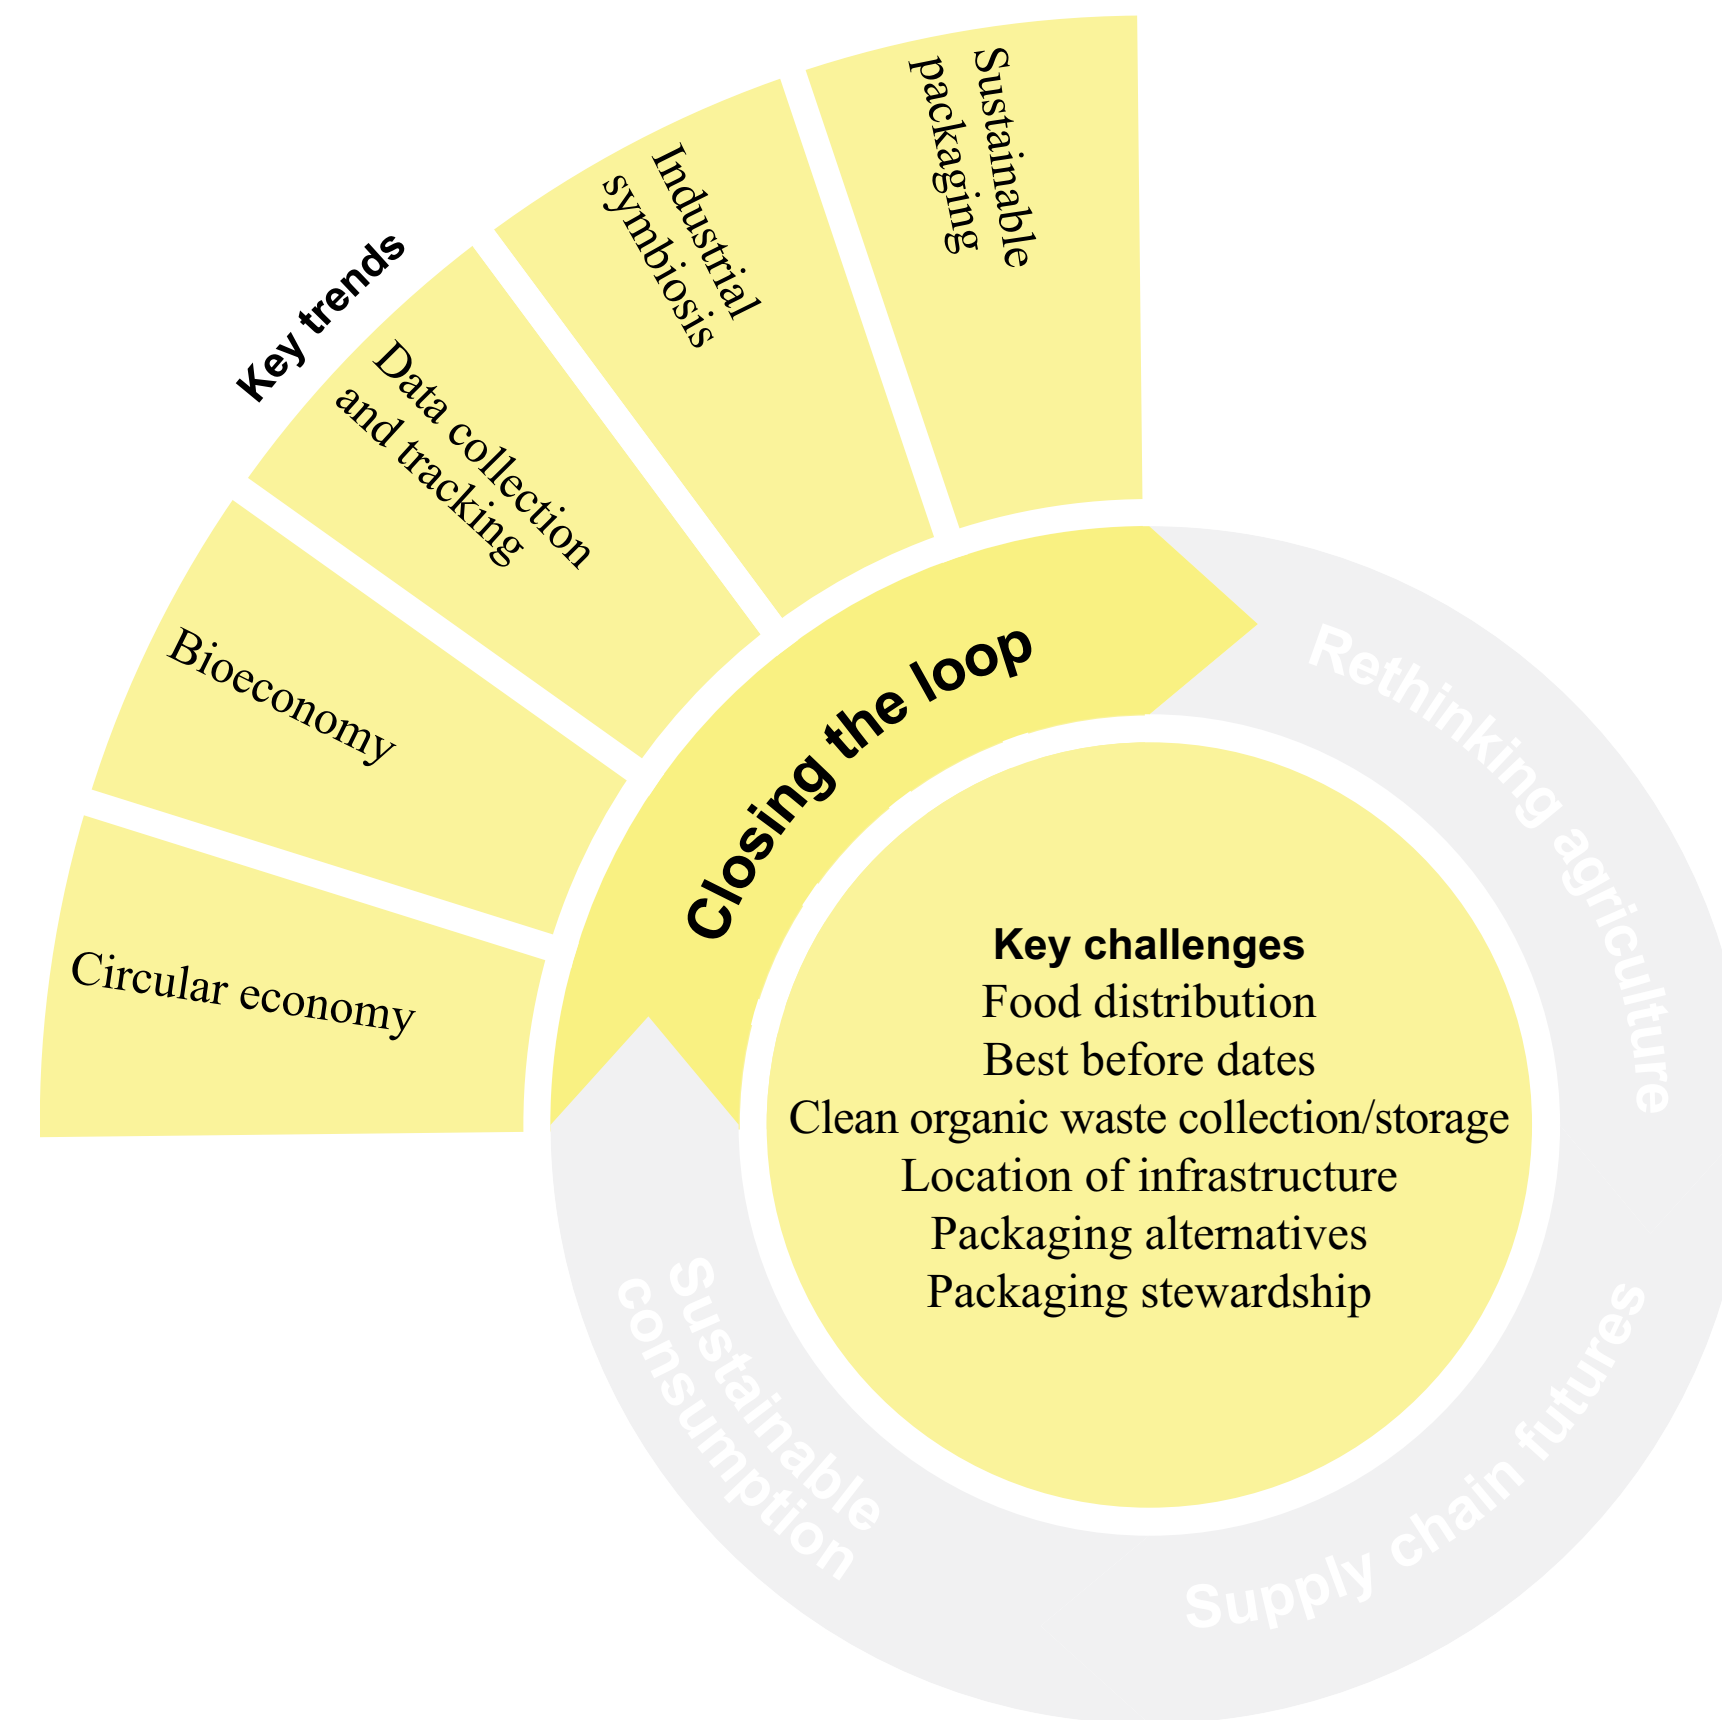 Key trends
Circular economy
Bioeconomy
Data collection
and tracking
Industrial
symbiosis
Sustainable
packaging
Closing the loop
Rethinking agriculture
Supply chain futures
Sustainable
consumption
Key challenges
Food distribution
Best before dates
Clean organic waste collection/storage
Location of infrastructure
Packaging alternatives
Packaging stewardship